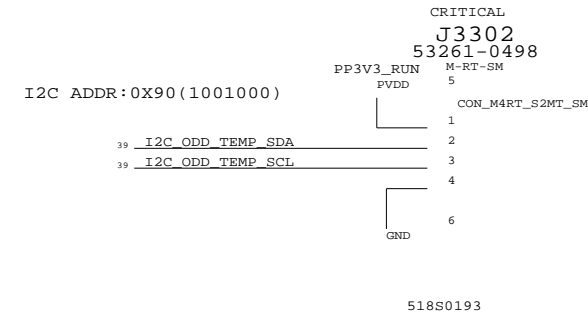 CRITICAL
J3302
53261-0498
PP3V3_RUN M-RT-SM
PVDD 5
I2C ADDR:0X90(1001000)
CON_M4RT_S2MT_SM
1
39 I2C_ODD_TEMP_SDA 2
39 I2C_ODD_TEMP_SCL 3
4
6
GND
518S0193